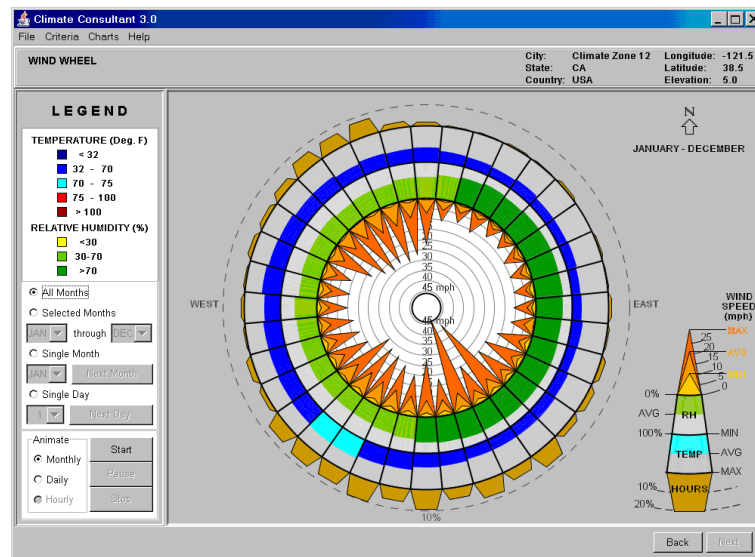 Climate Consultant 3.0
File Criteria Charts Help
WIND WHEEL
City: Climate Zone 12 Longitude: -121.5
State: CA Latitude: 38.5
Country: USA Elevation: 5.0
LEGEND
TEMPERATURE (Deg. F)
< 32
32 - 70
70 - 75
75 - 100
> 100
RELATIVE HUMIDITY (%)
<30
30-70
>70
All Months
Selected Months
JAN through DEC
Single Month
JAN Next Month
Single Day
1 Next Day
Animate
Monthly
Daily
Hourly
Start
Pause
Stop
N
JANUARY - DECEMBER
WEST
EAST
30
35
40
45 mph
45 mph
40
35
30
25
10%
WIND
SPEED
(mph)
MAX
25
20
AVG
15
10
MIN
5
0
0%
AVG RH
100% MIN
TEMP AVG
MAX
10% HOURS
20%
Back Next